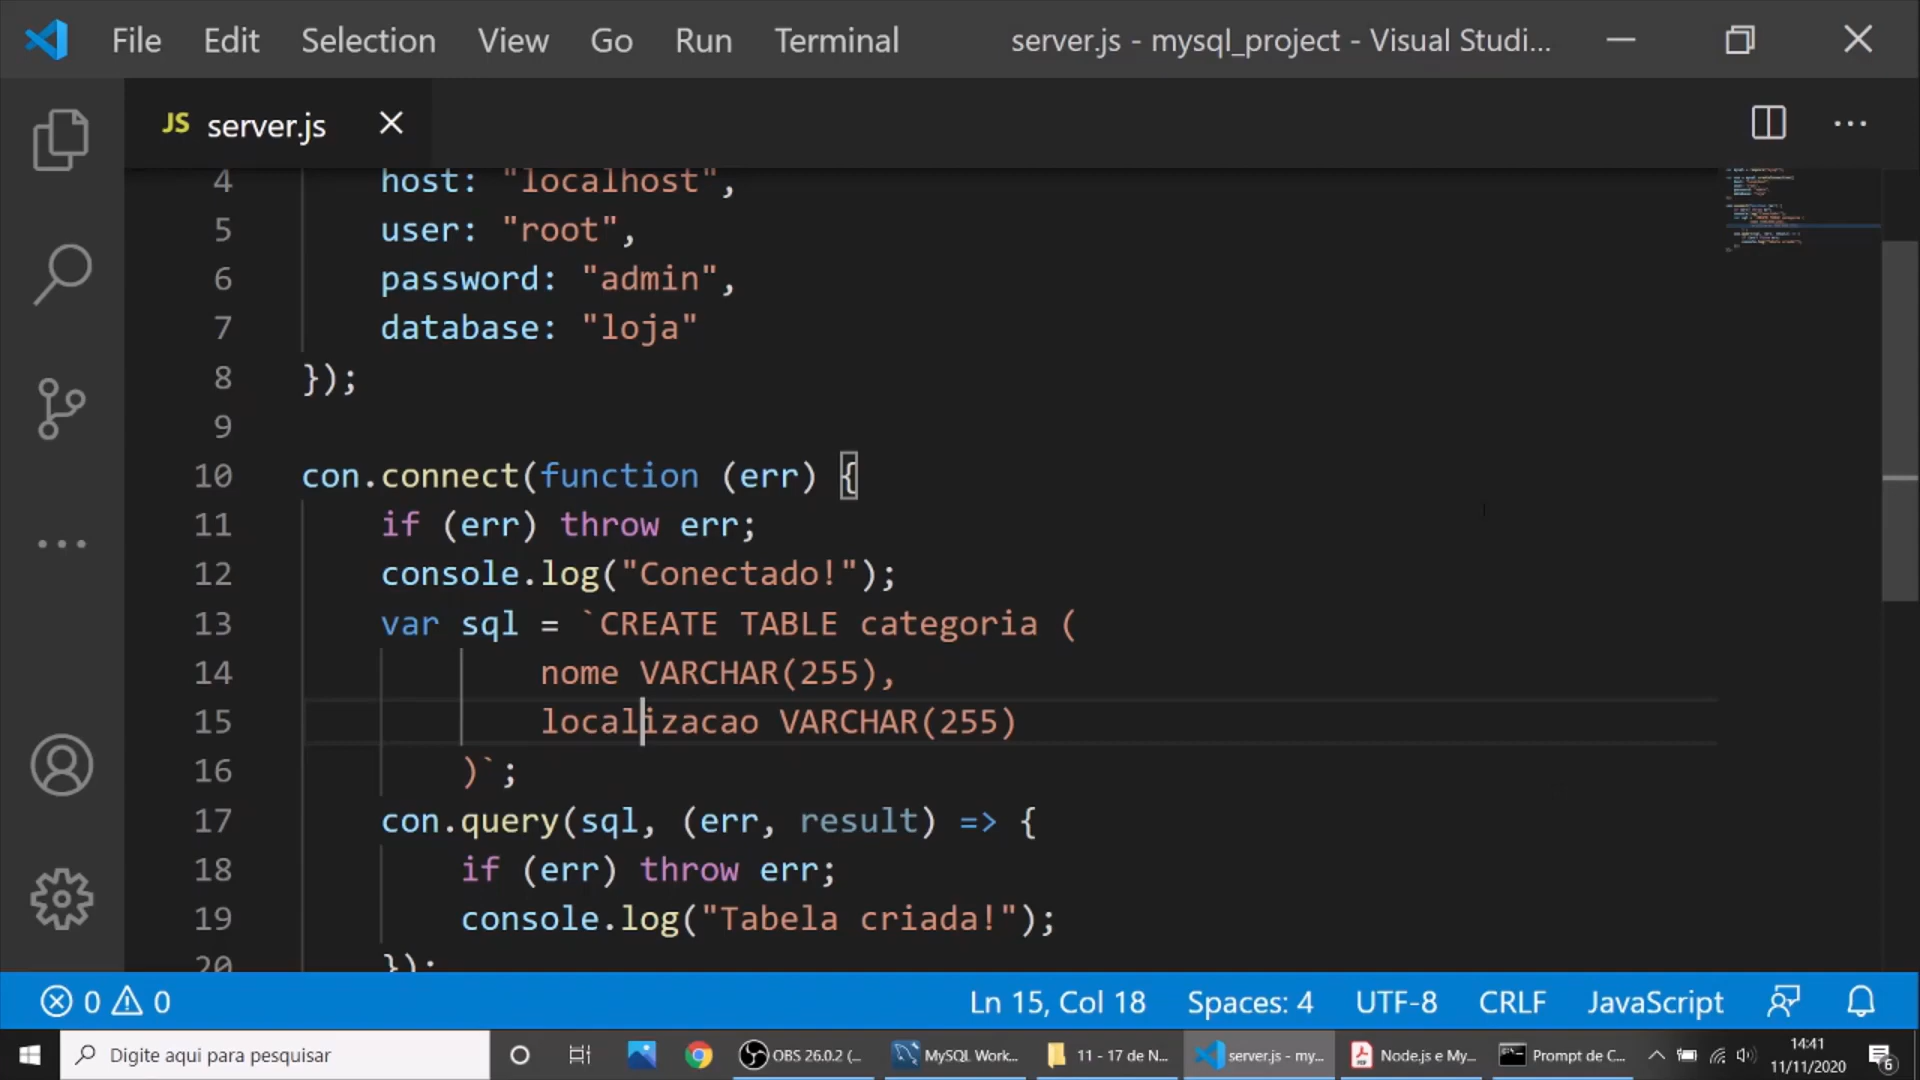 File Edit Selection View Go Run Terminal server.js - mysql_project - Visual Studi...
JS server.js
4 host: "localhost",
5 user: "root",
6 password: "admin",
7 database: "loja"
8 });
9
10 con.connect(function (err) {
11 if (err) throw err;
12 console.log("Conectado!");
13 var sql = `CREATE TABLE categoria (
14 nome VARCHAR(255),
15 localizacao VARCHAR(255)
16 )`;
17 con.query(sql, (err, result) => {
18 if (err) throw err;
19 console.log("Tabela criada!");
20 });
0 0 Ln 15, Col 18 Spaces: 4 UTF-8 CRLF JavaScript
Digite aqui para pesquisar OBS 26.0.2 (... MySQL Work... 11 - 17 de N... server.js - my... Node.js e My... Prompt de C... 14:41
11/11/2020 6